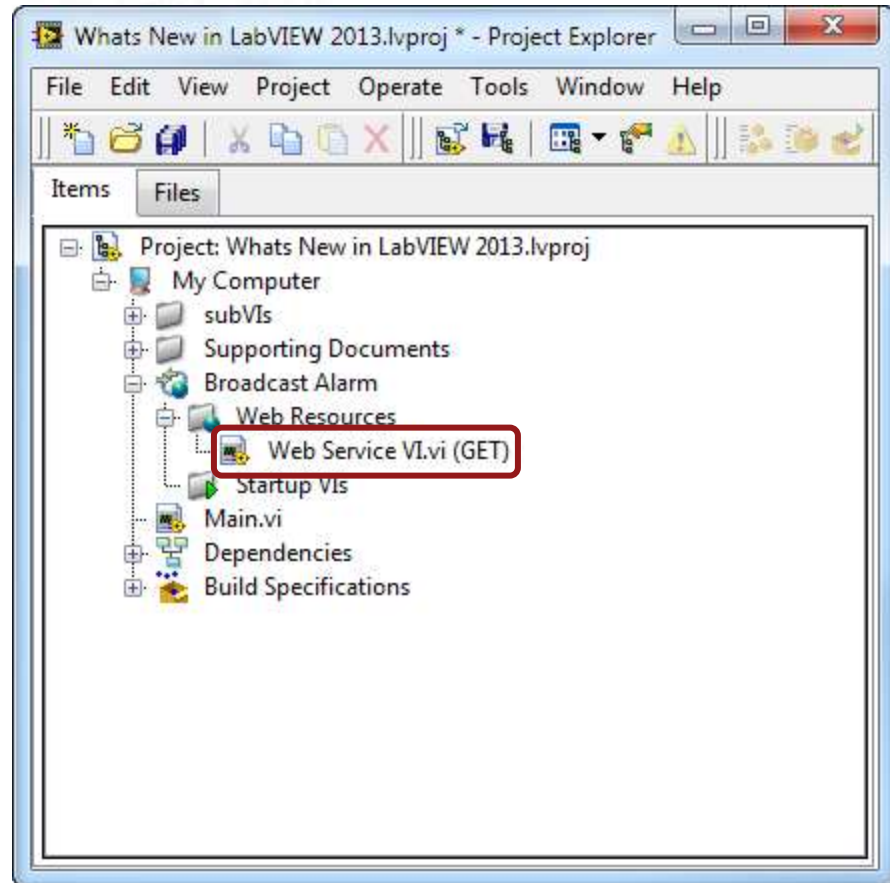 Whats New in LabVIEW 2013.lvproj * - Project Explorer
File Edit View Project Operate Tools Window Help
Items Files
Project: Whats New in LabVIEW 2013.lvproj
My Computer
subVIs
Supporting Documents
Broadcast Alarm
Web Resources
Web Service VI.vi (GET)
Startup VIs
Main.vi
Dependencies
Build Specifications